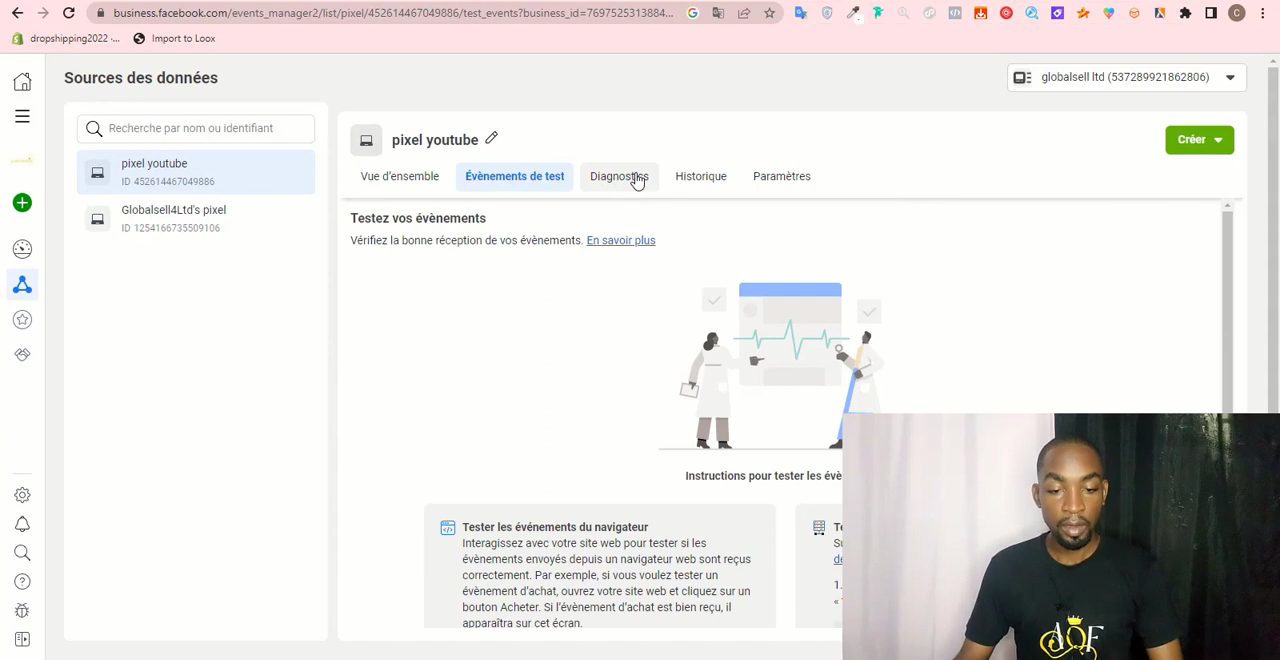 business.facebook.com/events_manager2/list/pixel/452614467049886/test_events?business_id=7697525313884...
dropshipping2022 -...
Import to Loox
Sources des données
globalsell ltd (537289921862806)
Recherche par nom ou identifiant
pixel youtube
ID 452614467049886
Globalsell4Ltd's pixel
ID 1254166735509106
pixel youtube
Créer
Vue d'ensemble
Évènements de test
Diagnostics
Historique
Paramètres
Testez vos évènements
Vérifiez la bonne réception de vos évènements. En savoir plus
Instructions pour tester les évè
Tester les événements du navigateur
Interagissez avec votre site web pour tester si les
évènements envoyés depuis un navigateur web sont reçus
correctement. Par exemple, si vous voulez tester un
évènement d'achat, ouvrez votre site web et cliquez sur un
bouton Acheter. Si l'évènement d'achat est bien reçu, il
apparaîtra sur cet écran.
Te
Su
de
1.
AOF